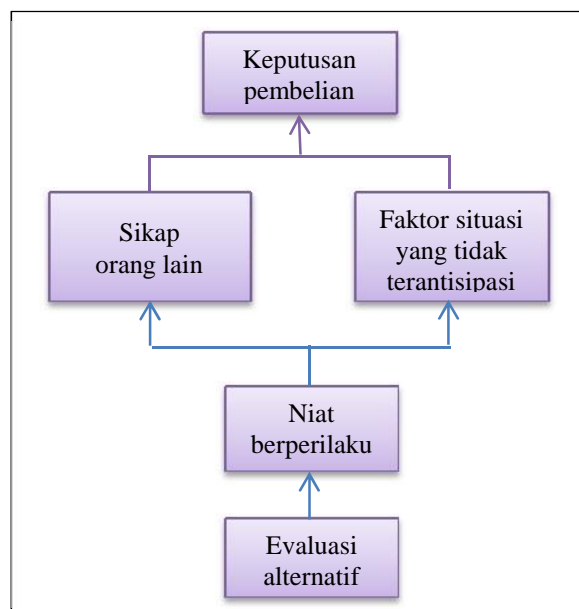 Keputusan
pembelian
Sikap
orang lain
Faktor situasi
yang tidak
terantisipasi
Niat
berperilaku
Evaluasi
alternatif